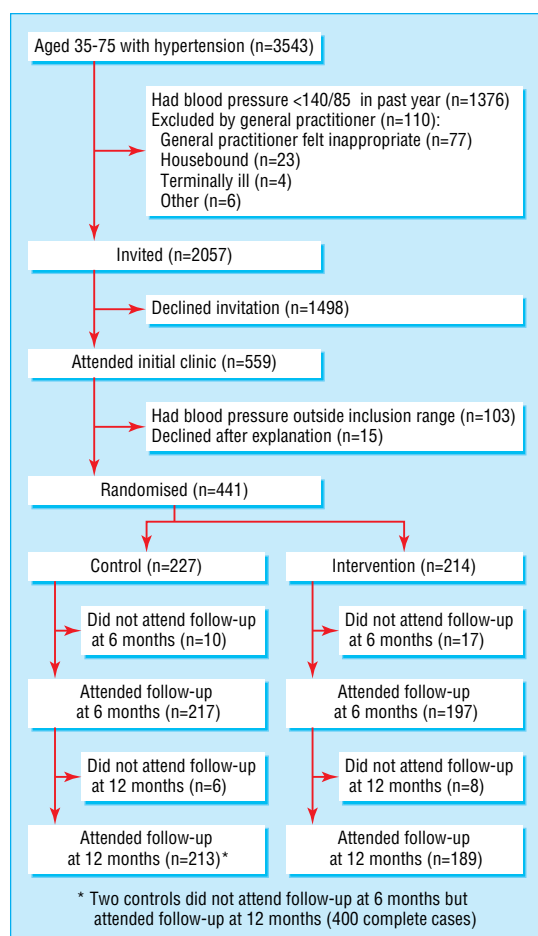 Aged 35-75 with hypertension (n=3543)
Had blood pressure <140/85 in past year (n=1376)
Excluded by general practitioner (n=110):
General practitioner felt inappropriate (n=77)
Housebound (n=23)
Terminally ill (n=4)
Other (n=6)
Invited (n=2057)
Declined invitation (n=1498)
Attended initial clinic (n=559)
Had blood pressure outside inclusion range (n=103)
Declined after explanation (n=15)
Randomised (n=441)
Control (n=227)
Intervention (n=214)
Did not attend follow-up
at 6 months (n=10)
Did not attend follow-up
at 6 months (n=17)
Attended follow-up
at 6 months (n=217)
Attended follow-up
at 6 months (n=197)
Did not attend follow-up
at 12 months (n=6)
Did not attend follow-up
at 12 months (n=8)
Attended follow-up
at 12 months (n=213)*
Attended follow-up
at 12 months (n=189)
* Two controls did not attend follow-up at 6 months but
attended follow-up at 12 months (400 complete cases)